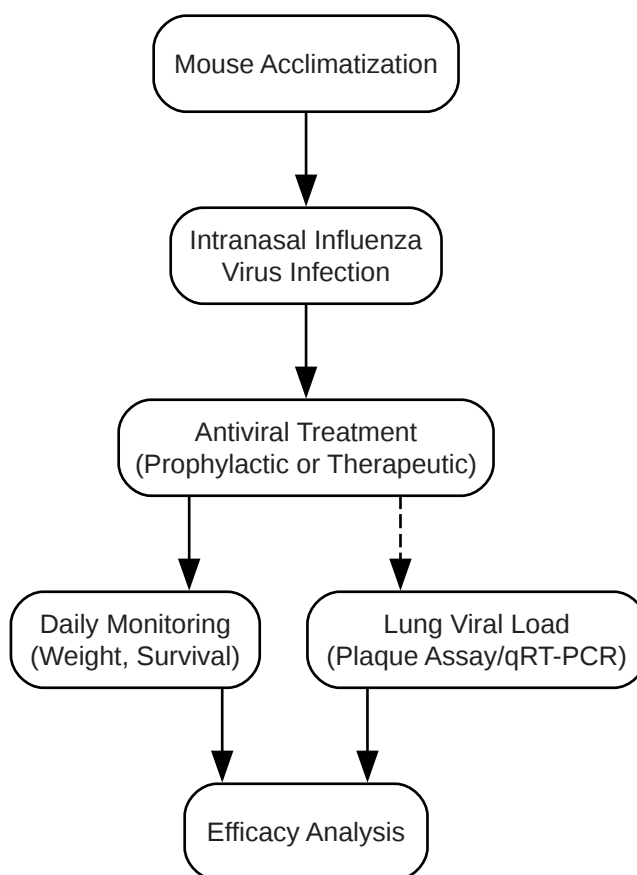 Mouse Acclimatization
Intranasal Influenza
Virus Infection
Antiviral Treatment
(Prophylactic or Therapeutic)
Daily Monitoring
(Weight, Survival)
Lung Viral Load
(Plaque Assay/qRT-PCR)
Efficacy Analysis